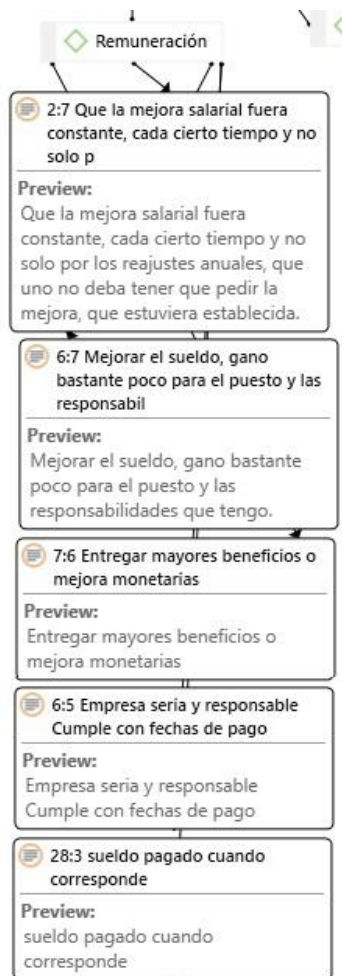 Remuneración
2:7 Que la mejora salarial fuera
constante, cada cierto tiempo y no
solo p
Preview:
Que la mejora salarial fuera
constante, cada cierto tiempo y no
solo por los reajustes anuales, que
uno no deba tener que pedir la
mejora, que estuviera establecida.
6:7 Mejorar el sueldo, gano
bastante poco para el puesto y las
responsabil
Preview:
Mejorar el sueldo, gano bastante
poco para el puesto y las
responsabilidades que tengo.
7:6 Entregar mayores beneficios o
mejora monetarias
Preview:
Entregar mayores beneficios o
mejora monetarias
6:5 Empresa seria y responsable
Cumple con fechas de pago
Preview:
Empresa seria y responsable
Cumple con fechas de pago
28:3 sueldo pagado cuando
corresponde
Preview:
sueldo pagado cuando
corresponde